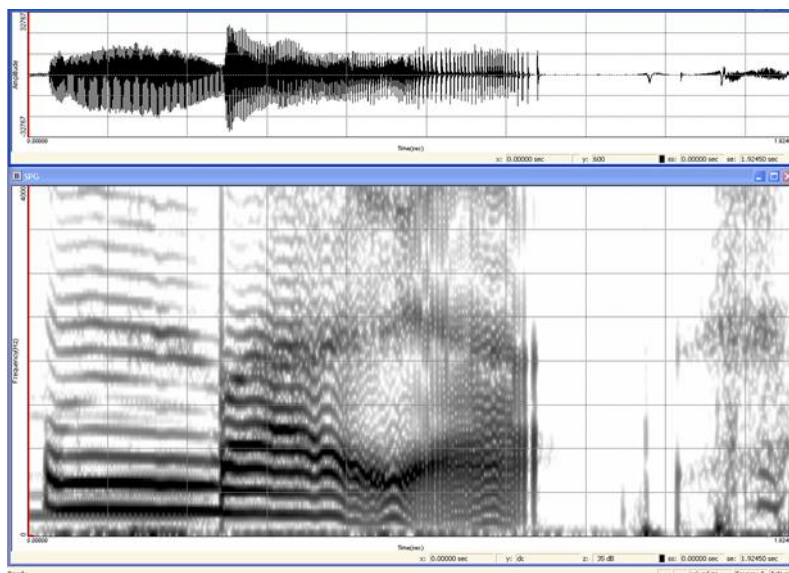 32767
Amplitude
-32767
0.00000
Time(sec)
1.924
x: 0.00000 sec y: 600 ss: 0.00000 sec se: 1.92450 sec
SPG
4000
Frequency(Hz)
0
0.00000
Time(sec)
1.924
x: 0.00000 sec y: dc z: 35 dB ss: 0.00000 sec se: 1.92450 sec